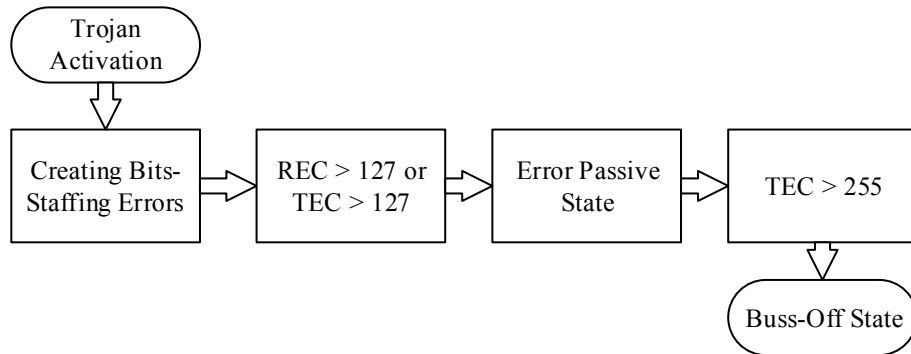 Trojan
Activation
Creating Bits-
Staffing Errors
REC > 127 or
TEC > 127
Error Passive
State
TEC > 255
Buss-Off State